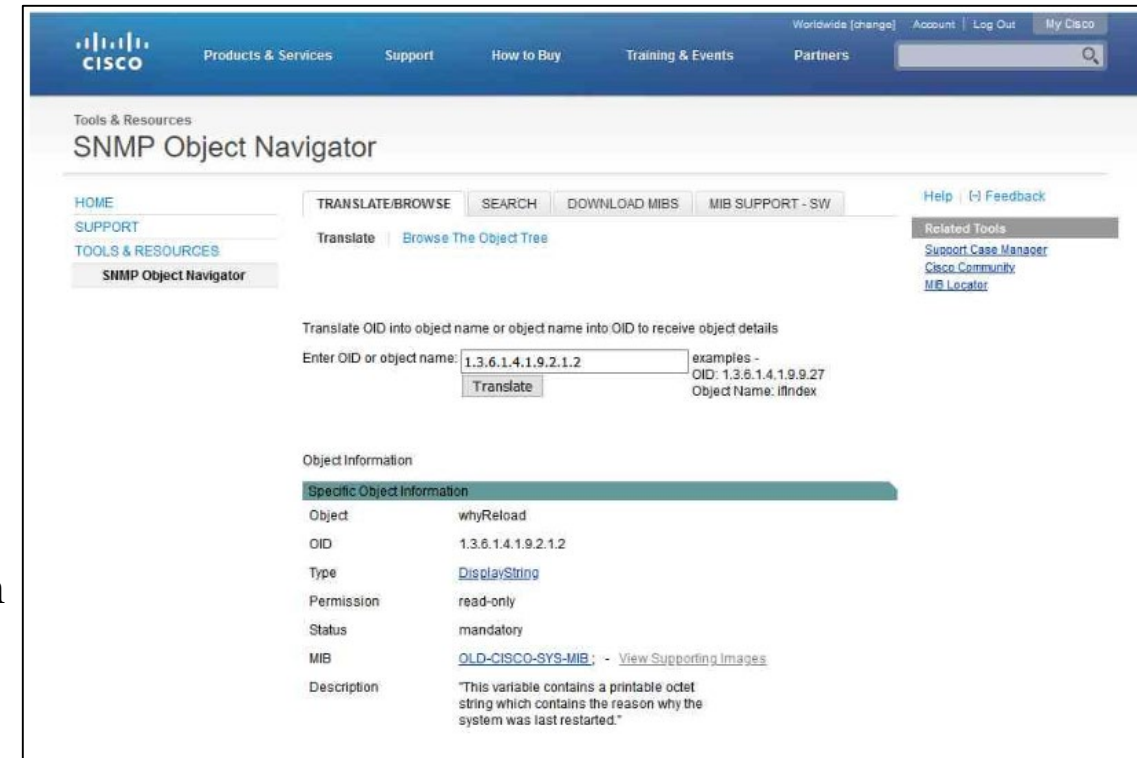 Worldwide [change] Account Log Out My Cisco
CISCO
Products & Services Support How to Buy Training & Events Partners
Tools & Resources
SNMP Object Navigator
HOME
SUPPORT
TOOLS & RESOURCES
SNMP Object Navigator
TRANSLATE/BROWSE SEARCH DOWNLOAD MIBS MIB SUPPORT - SW
Translate Browse The Object Tree
Help [-] Feedback
Related Tools
Support Case Manager
Cisco Community
MIB Locator
Translate OID into object name or object name into OID to receive object details
Enter OID or object name: 1.3.6.1.4.1.9.2.1.2
Translate
examples -
OID: 1.3.6.1.4.1.9.9.27
Object Name: ifIndex
Object Information
Specific Object Information
Object whyReload
OID 1.3.6.1.4.1.9.2.1.2
Type DisplayString
Permission read-only
Status mandatory
MIB OLD-CISCO-SYS-MIB ; - View Supporting Images
Description "This variable contains a printable octet
string which contains the reason why the
system was last restarted."